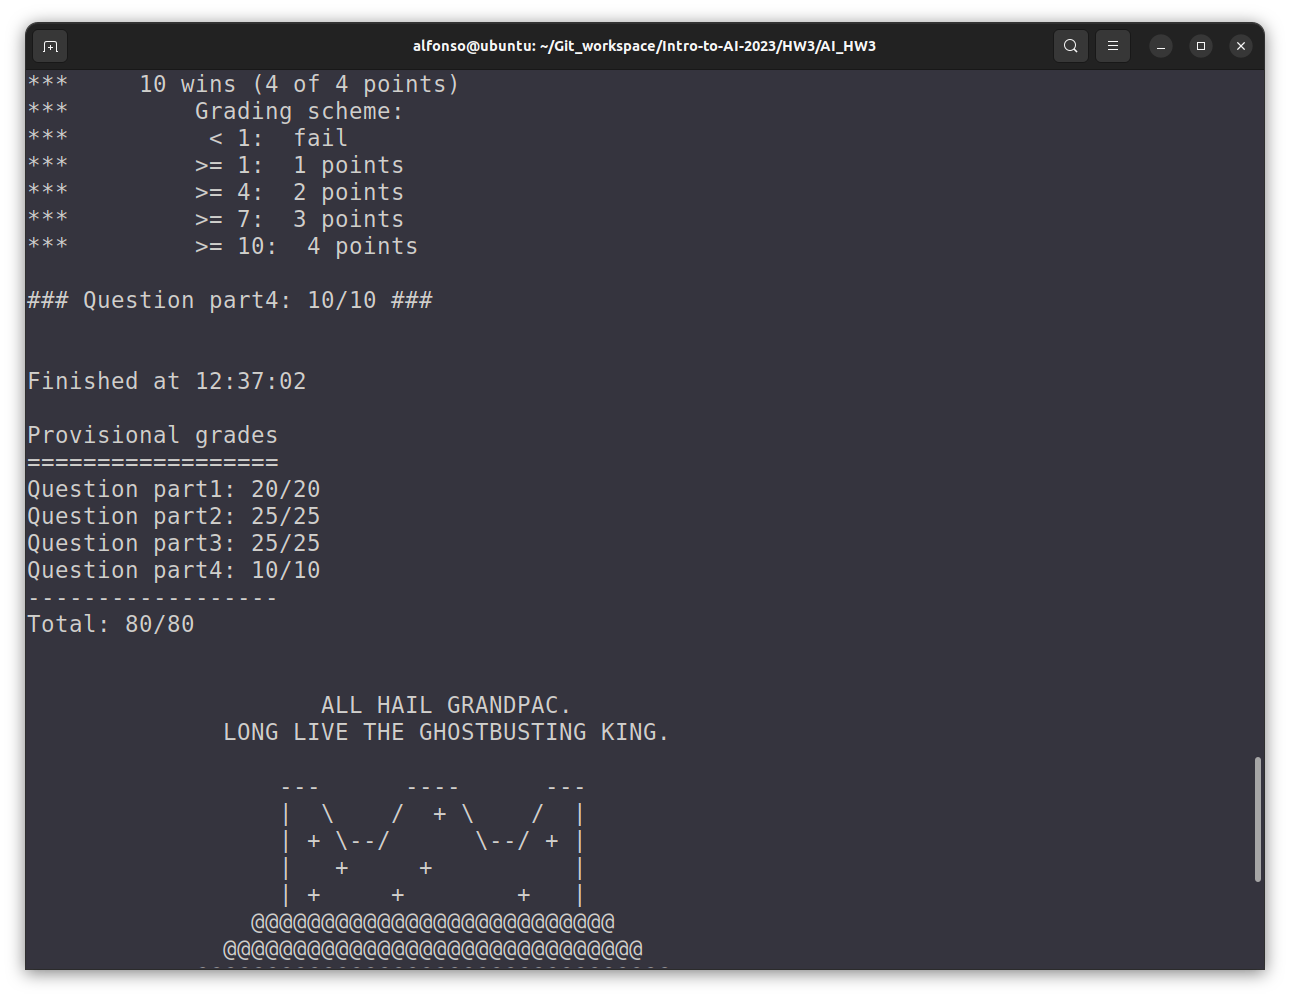 alfonso@ubuntu: ~/Git_workspace/Intro-to-AI-2023/HW3/AI_HW3
***     10 wins (4 of 4 points)
***         Grading scheme:
***          < 1:  fail
***         >= 1:  1 points
***         >= 4:  2 points
***         >= 7:  3 points
***         >= 10:  4 points

### Question part4: 10/10 ###


Finished at 12:37:02

Provisional grades
==================
Question part1: 20/20
Question part2: 25/25
Question part3: 25/25
Question part4: 10/10
------------------
Total: 80/80


                     ALL HAIL GRANDPAC.
              LONG LIVE THE GHOSTBUSTING KING.

                  ---      ----      ---
                  |  \    /  + \    /  |
                  | + \--/      \--/ + |
                  |   +     +          |
                  | +     +        +   |
                @@@@@@@@@@@@@@@@@@@@@@@@@@
              @@@@@@@@@@@@@@@@@@@@@@@@@@@@@@